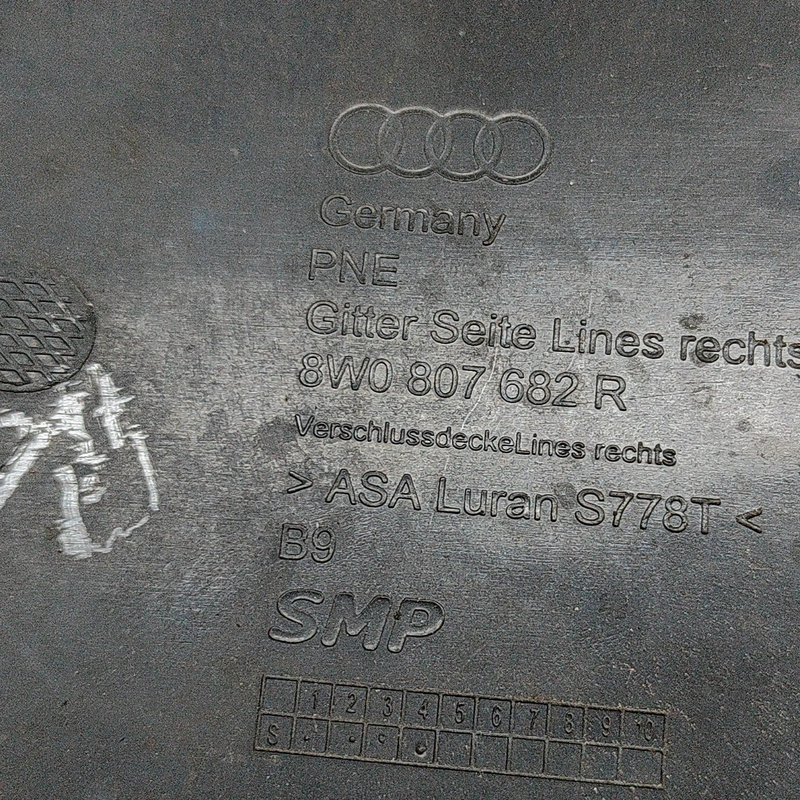 Germany
PNE
Gitter Seite Lines rechts
8W0 807 682 R
VerschlussdeckeLines rechts
> ASA Luran S778T <
B9
SMP
1 2 3 4 5 6 7 8 9 10
S